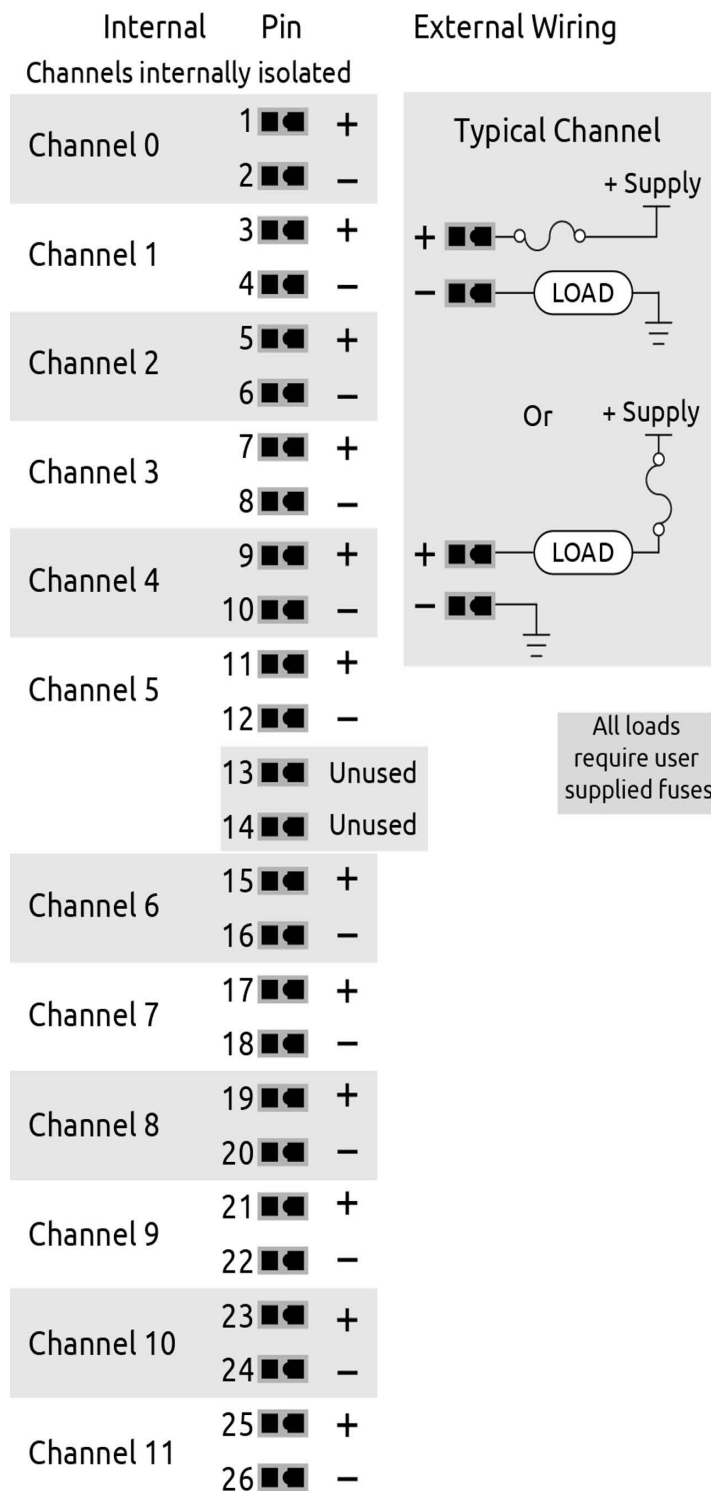 Internal Pin External Wiring
Channels internally isolated
Channel 0
1 +
2 –
Channel 1
3 +
4 –
Channel 2
5 +
6 –
Channel 3
7 +
8 –
Channel 4
9 +
10 –
Channel 5
11 +
12 –
13 Unused
14 Unused
Channel 6
15 +
16 –
Channel 7
17 +
18 –
Channel 8
19 +
20 –
Channel 9
21 +
22 –
Channel 10
23 +
24 –
Channel 11
25 +
26 –
Typical Channel
+ Supply
+
– LOAD
Or + Supply
+ LOAD
–
All loads
require user
supplied fuses